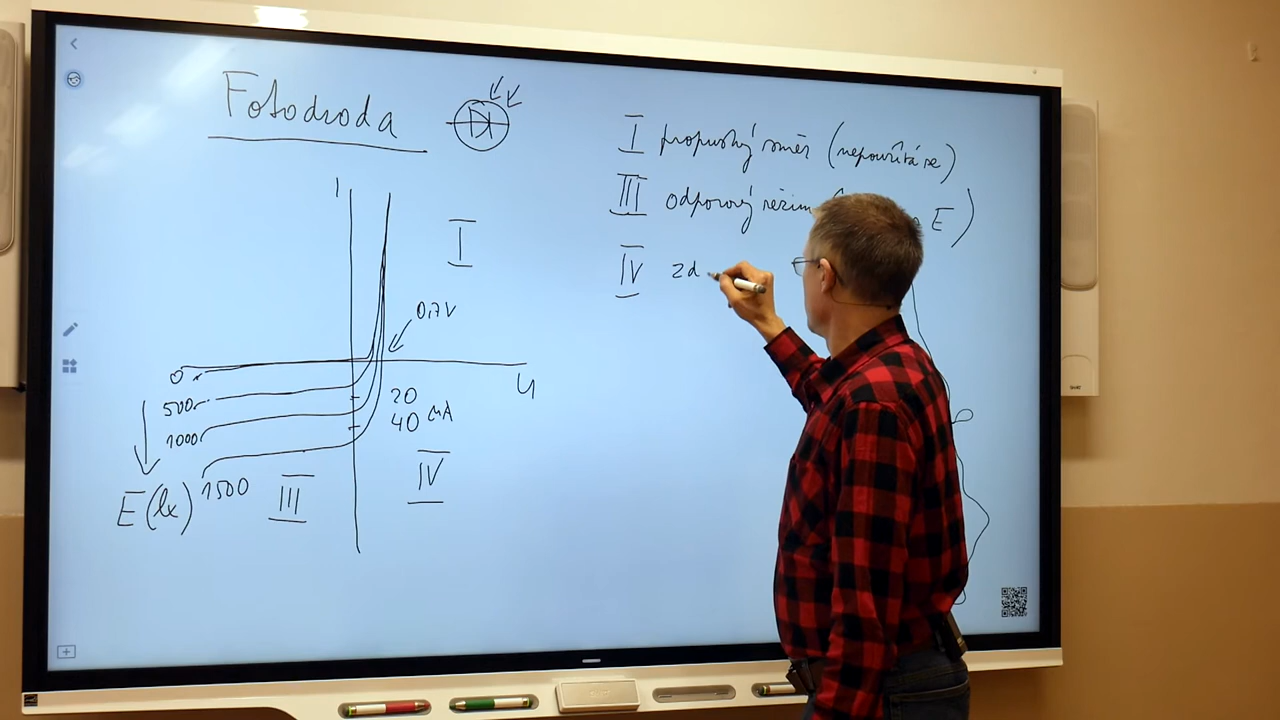 Fotodioda
I propustný směr (nepoužívá se)
III odporový režim ( E)
IV zd
I
I
0,7V
0
U
500
20
1000
40 mA
1500
E(lx)
III
IV